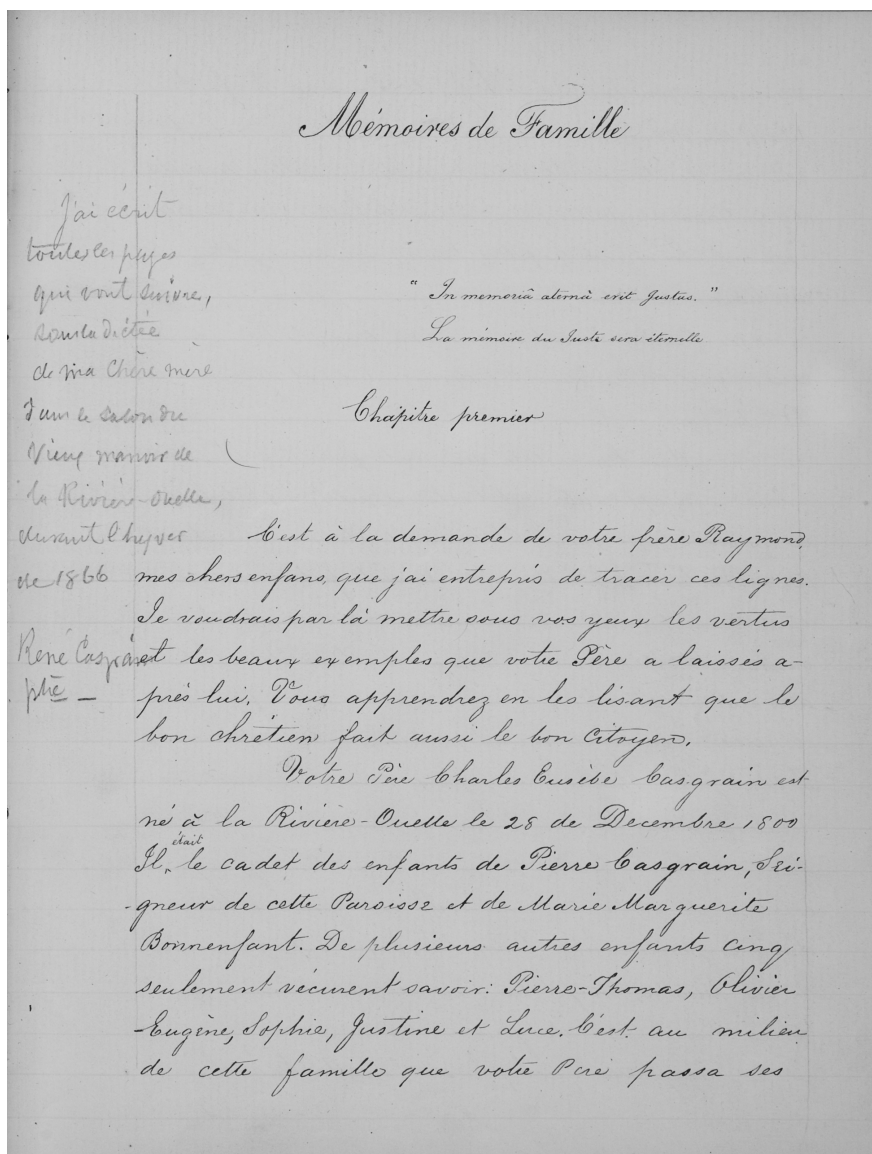 Mémoires de Famille
J'ai écrit
toutes les pages
qui vont suivre,
sous la dictée
de ma chère mère
dans le salon du
vieux manoir de
la Rivière-Ouelle,
durant l'hyver
de 1866
René Casgrain
ptre
" In memoriâ aternâ erit Justus. "
La mémoire du Juste sera éternelle
Chapitre premier
C'est à la demande de votre frère Raymond,
mes chers enfans, que j'ai entrepris de tracer ces lignes.
Je voudrais par là mettre sous vos yeux les vertus
et les beaux exemples que votre Père a laissés a-
près lui. Vous apprendrez en les lisant que le
bon chrétien fait aussi le bon citoyen.
Votre Père Charles Eusèbe Casgrain est
né à la Rivière-Ouelle le 28 de Decembre 1800
Il était le cadet des enfants de Pierre Casgrain, Sei-
-gneur de cette Paroisse et de Marie Marguerite
Bonnenfant. De plusieurs autres enfants cinq
seulement vécurent savoir: Pierre-Thomas, Olivier
Eugène, Sophie, Justine et Luce. C'est au milieu
de cette famille que votre Père passa ses